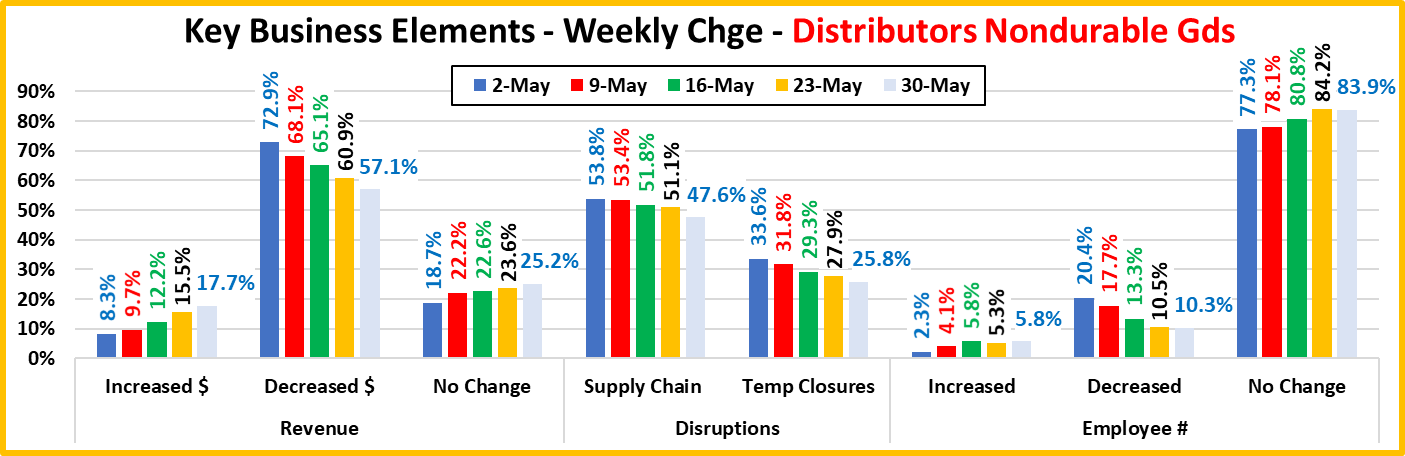 Key Business Elements - Weekly Chge - Distributors Nondurable Gds
2-May 9-May 16-May 23-May 30-May
90%
80%
70%
60%
50%
40%
30%
20%
10%
0%
8.3% 9.7% 12.2% 15.5% 17.7%
72.9% 68.1% 65.1% 60.9% 57.1%
18.7% 22.2% 22.6% 23.6% 25.2%
53.8% 53.4% 51.8% 51.1% 47.6%
33.6% 31.8% 29.3% 27.9% 25.8%
2.3% 4.1% 5.8% 5.3% 5.8%
20.4% 17.7% 13.3% 10.5% 10.3%
77.3% 78.1% 80.8% 84.2% 83.9%
Increased $ Decreased $ No Change Supply Chain Temp Closures Increased Decreased No Change
Revenue Disruptions Employee #